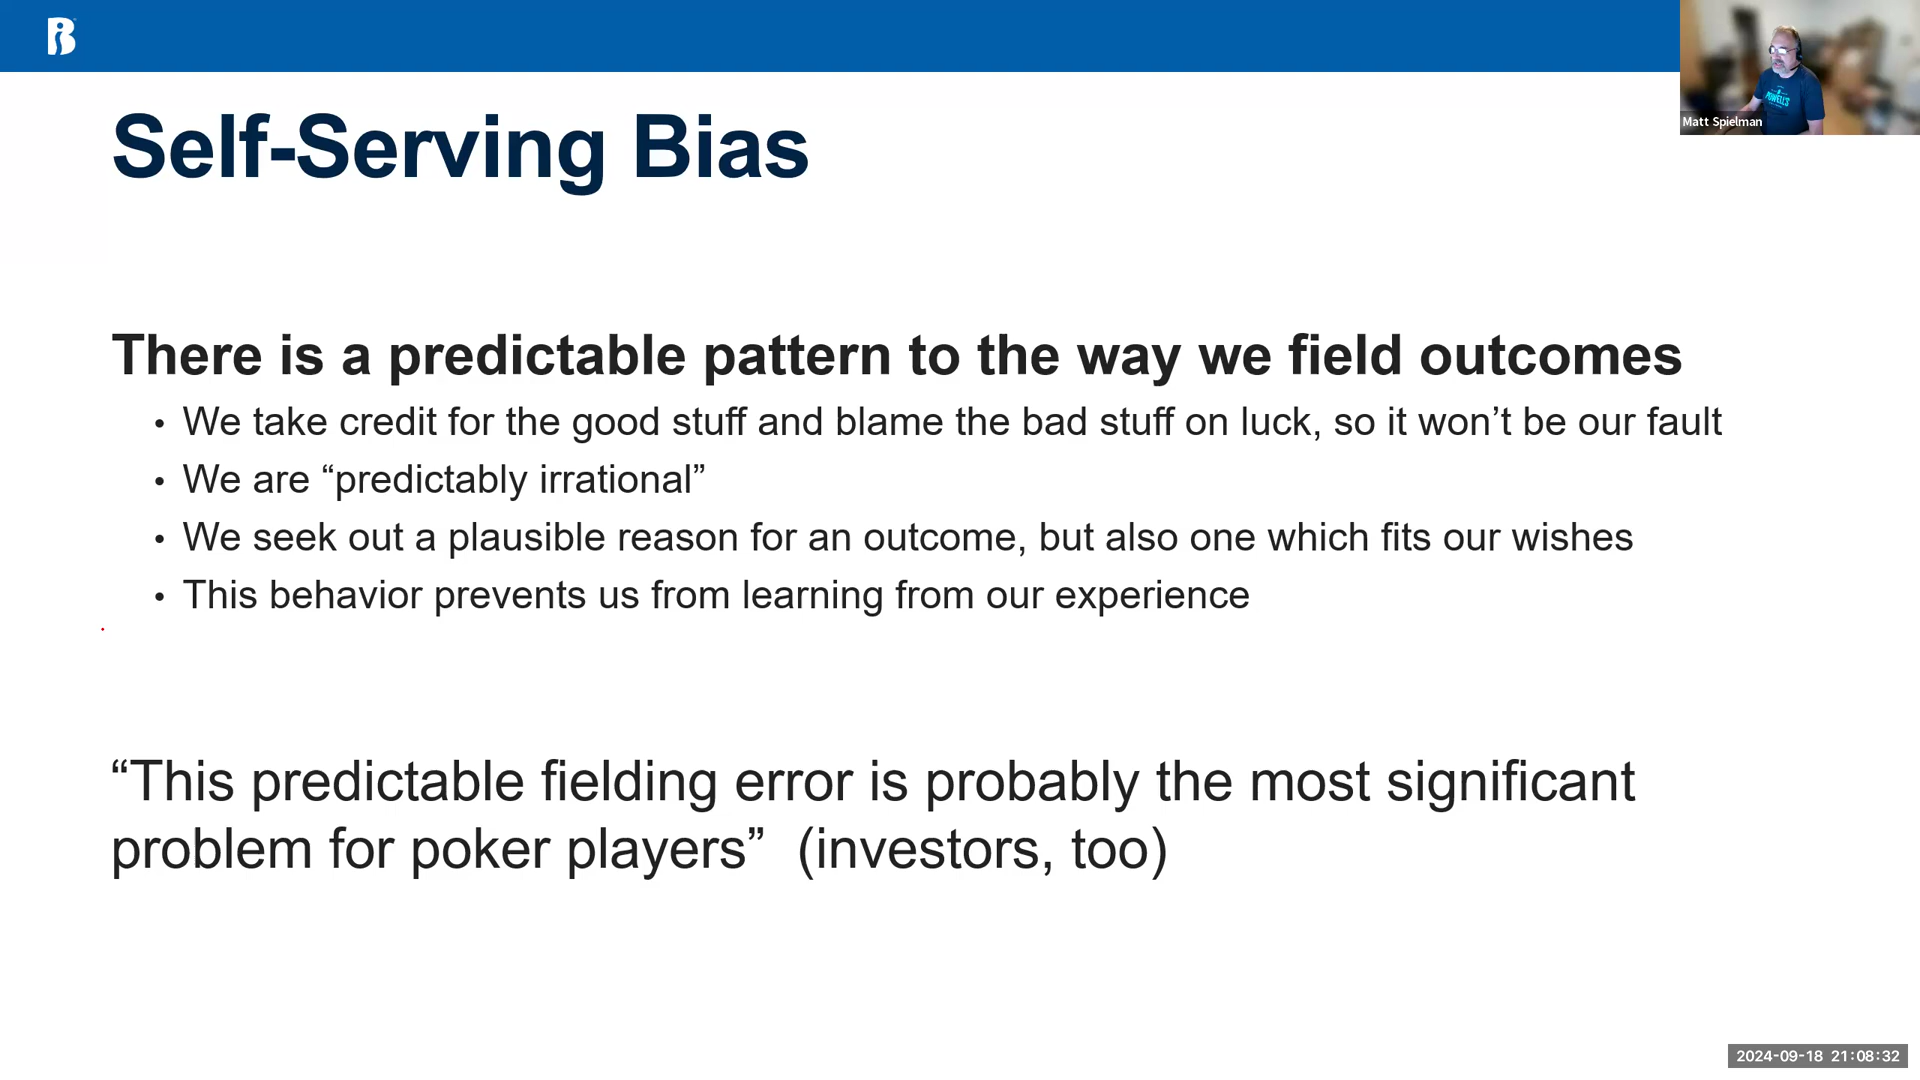 Self-Serving Bias
There is a predictable pattern to the way we field outcomes
• We take credit for the good stuff and blame the bad stuff on luck, so it won’t be our fault
• We are “predictably irrational”
• We seek out a plausible reason for an outcome, but also one which fits our wishes
• This behavior prevents us from learning from our experience
“This predictable fielding error is probably the most significant
problem for poker players”  (investors, too)
POWELL'S
Matt Spielman
2024-09-18 21:08:32